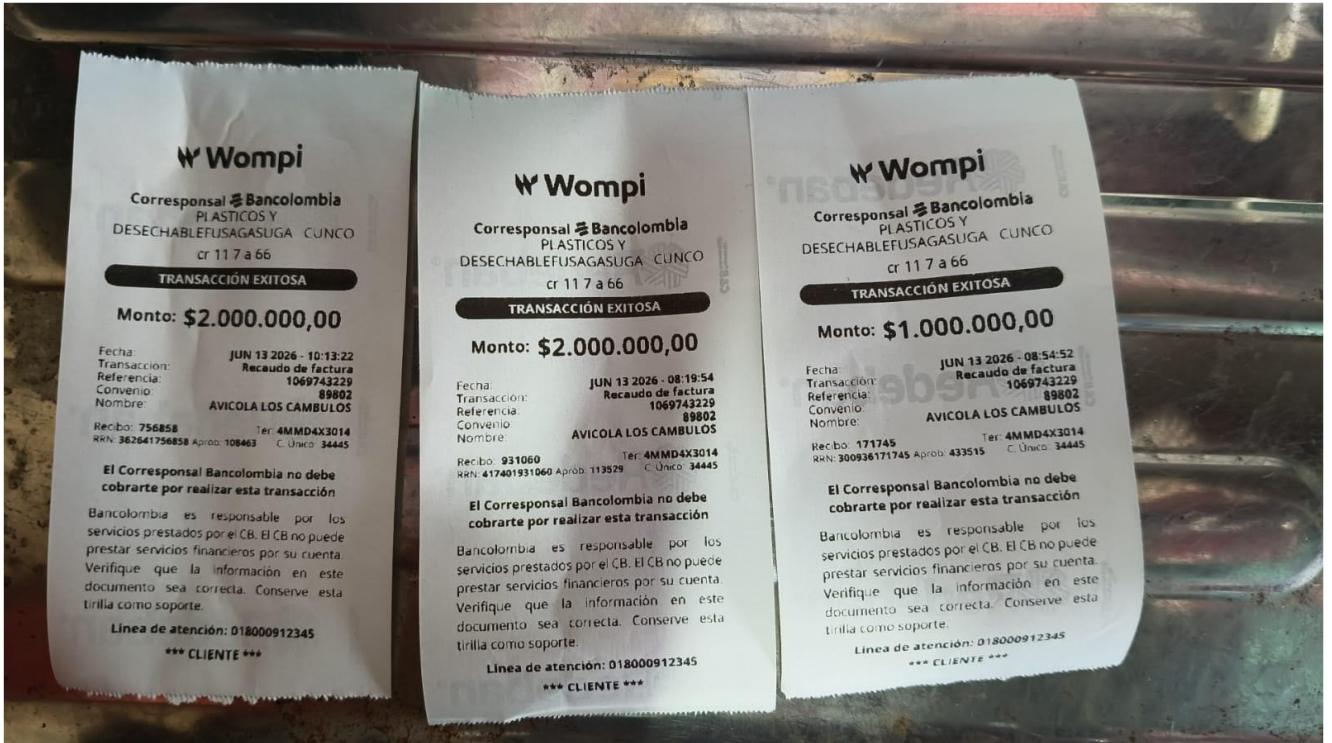 Wompi
Corresponsal Bancolombia
PLASTICOS Y
DESECHABLEFUSAGASUGA CUNCO
cr 11 7 a 66
TRANSACCIÓN EXITOSA
Monto: $2.000.000,00
Fecha: JUN 13 2026 - 10:13:22
Transacción: Recaudo de factura
Referencia: 1069743229
Convenio: 89802
Nombre: AVICOLA LOS CAMBULOS
Recibo: 756858 Ter: 4MMD4X3014
RRN: 362641756858 Aprob: 108463 C. Único: 34445
El Corresponsal Bancolombia no debe
cobrarte por realizar esta transacción
Bancolombia es responsable por los
servicios prestados por el CB. El CB no puede
prestar servicios financieros por su cuenta.
Verifique que la información en este
documento sea correcta. Conserve esta
tirilla como soporte.
Linea de atención: 018000912345
*** CLIENTE ***
Wompi
Corresponsal Bancolombia
PLASTICOS Y
DESECHABLEFUSAGASUGA CUNCO
cr 11 7 a 66
TRANSACCIÓN EXITOSA
Monto: $2.000.000,00
Fecha: JUN 13 2026 - 08:19:54
Transacción: Recaudo de factura
Referencia: 1069743229
Convenio 89802
Nombre: AVICOLA LOS CAMBULOS
Recibo: 931060 Ter: 4MMD4X3014
RRN: 417401931060 Aprob: 113529 C. Único: 34445
El Corresponsal Bancolombia no debe
cobrarte por realizar esta transacción
Bancolombia es responsable por los
servicios prestados por el CB. El CB no puede
prestar servicios financieros por su cuenta.
Verifique que la información en este
documento sea correcta. Conserve esta
tirilla como soporte.
Linea de atención: 018000912345
*** CLIENTE ***
Wompi
Corresponsal Bancolombia
PLASTICOS Y
DESECHABLEFUSAGASUGA CUNCO
cr 11 7 a 66
TRANSACCIÓN EXITOSA
Monto: $1.000.000,00
Fecha: JUN 13 2026 - 08:54:52
Transacción: Recaudo de factura
Referencia: 1069743229
Convenio: 89802
Nombre: AVICOLA LOS CAMBULOS
Recibo: 171745 Ter: 4MMD4X3014
RRN: 300936171745 Aprob: 433515 C. Único: 34445
El Corresponsal Bancolombia no debe
cobrarte por realizar esta transacción
Bancolombia es responsable por los
servicios prestados por el CB. El CB no puede
prestar servicios financieros por su cuenta.
Verifique que la información en este
documento sea correcta. Conserve esta
tirilla como soporte.
Linea de atención: 018000912345
*** CLIENTE ***